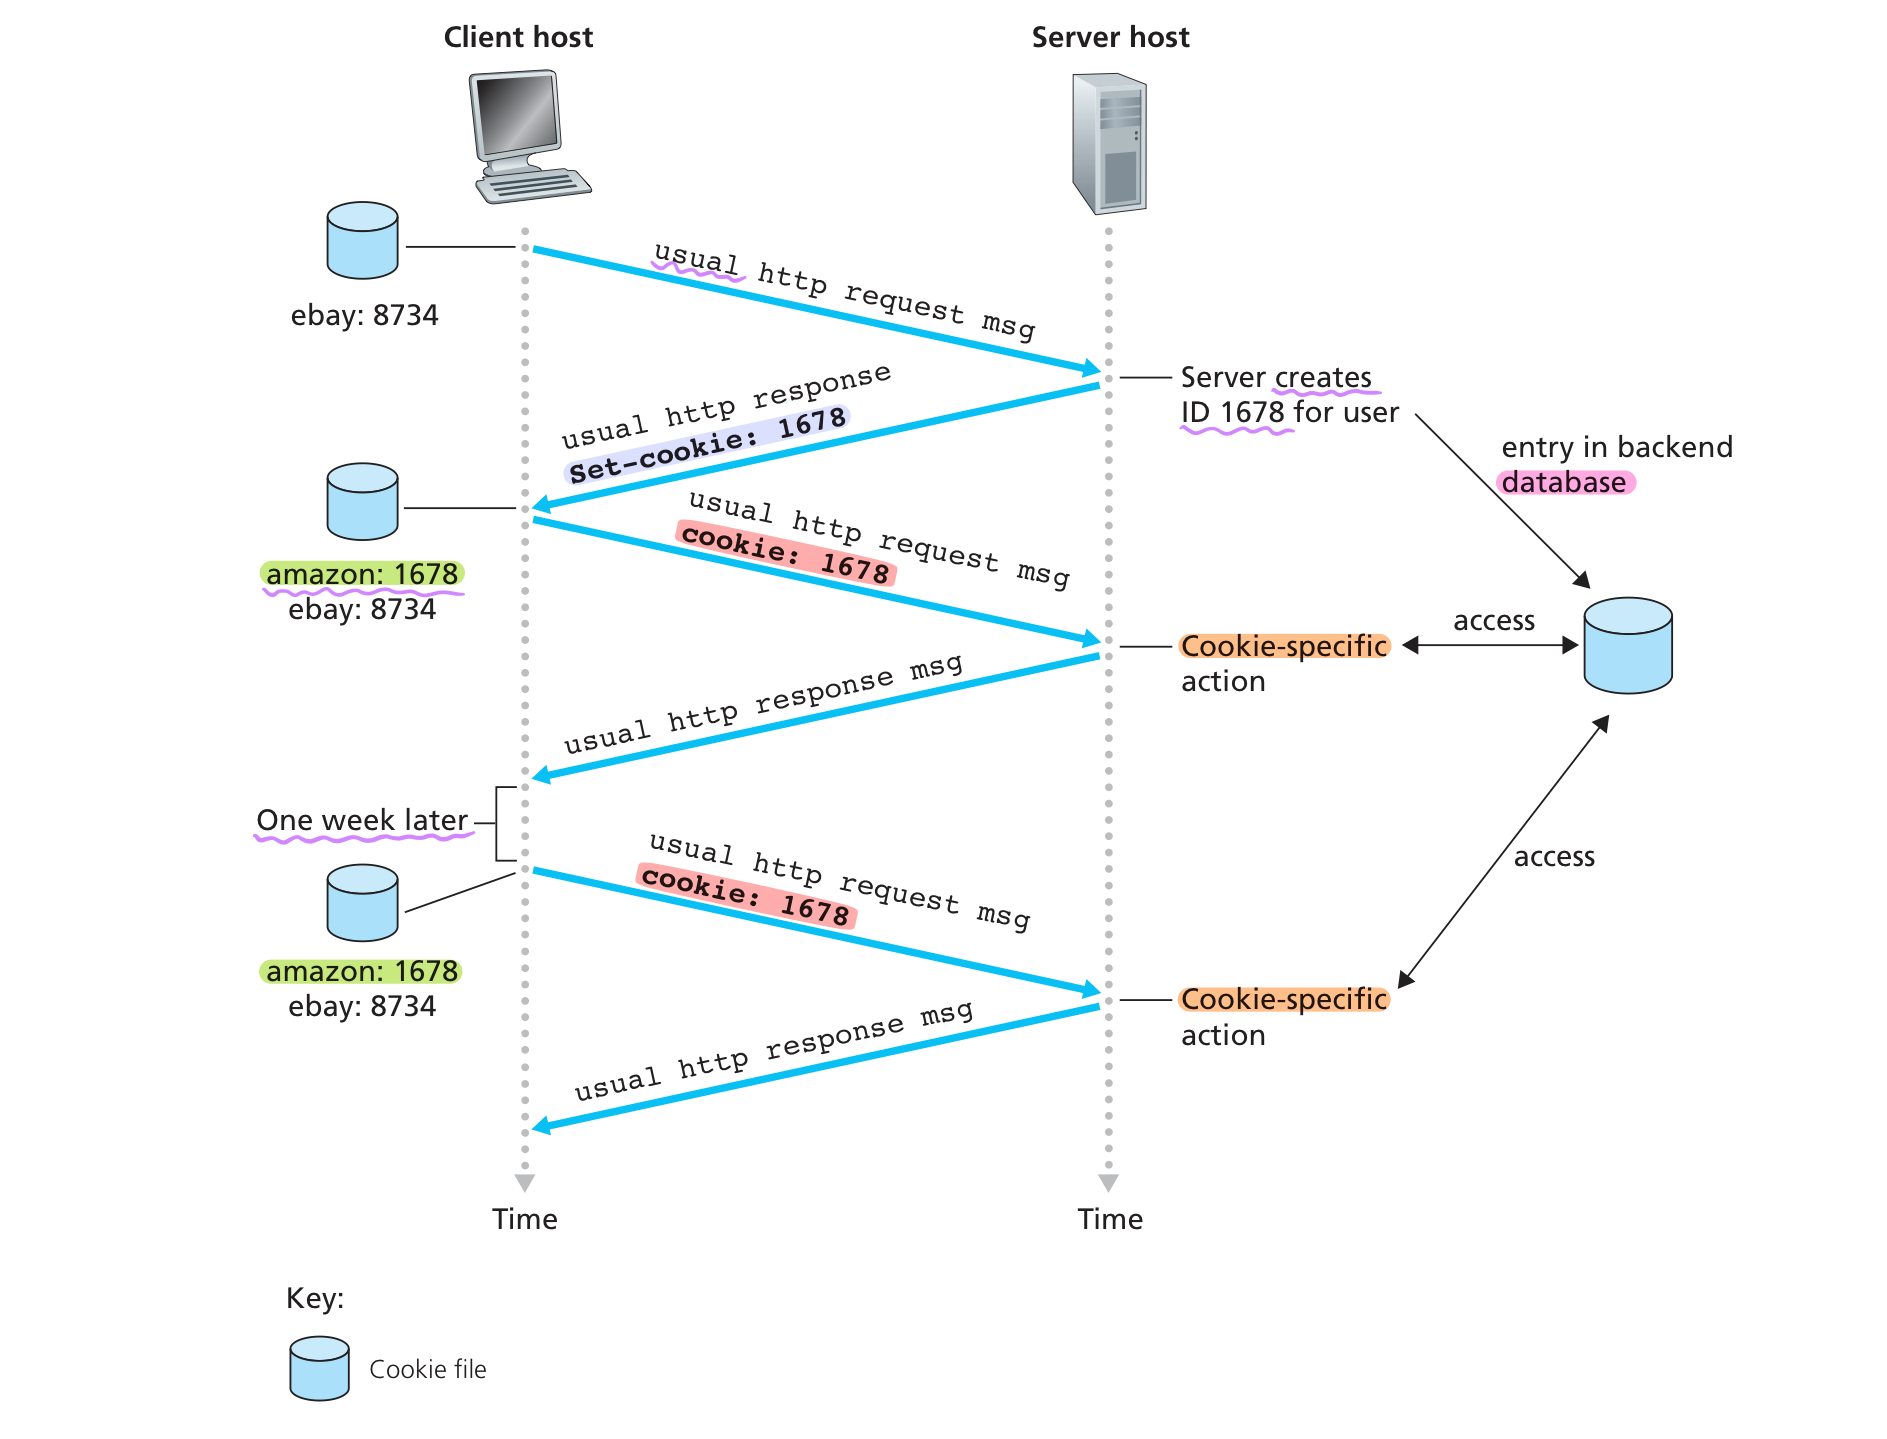 Client host
Server host
ebay: 8734
usual http request msg
Server creates
ID 1678 for user
usual http response
Set-cookie: 1678
entry in backend
database
amazon: 1678
ebay: 8734
usual http request msg
cookie: 1678
Cookie-specific
action
access
usual http response msg
One week later
access
usual http request msg
cookie: 1678
amazon: 1678
ebay: 8734
Cookie-specific
action
usual http response msg
Time
Time
Key:
Cookie file